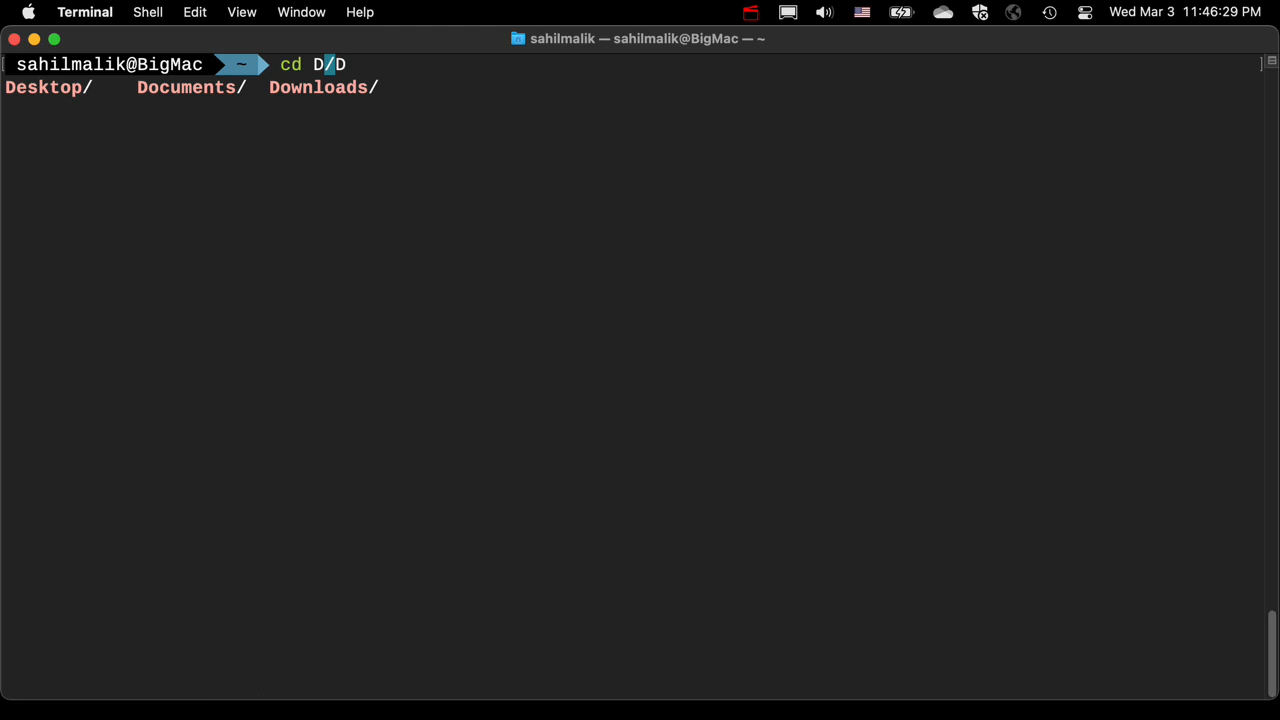 Terminal Shell Edit View Window Help Wed Mar 3 11:46:29 PM
sahilmalik — sahilmalik@BigMac — ~
sahilmalik@BigMac ~ cd D/D
Desktop/ Documents/ Downloads/